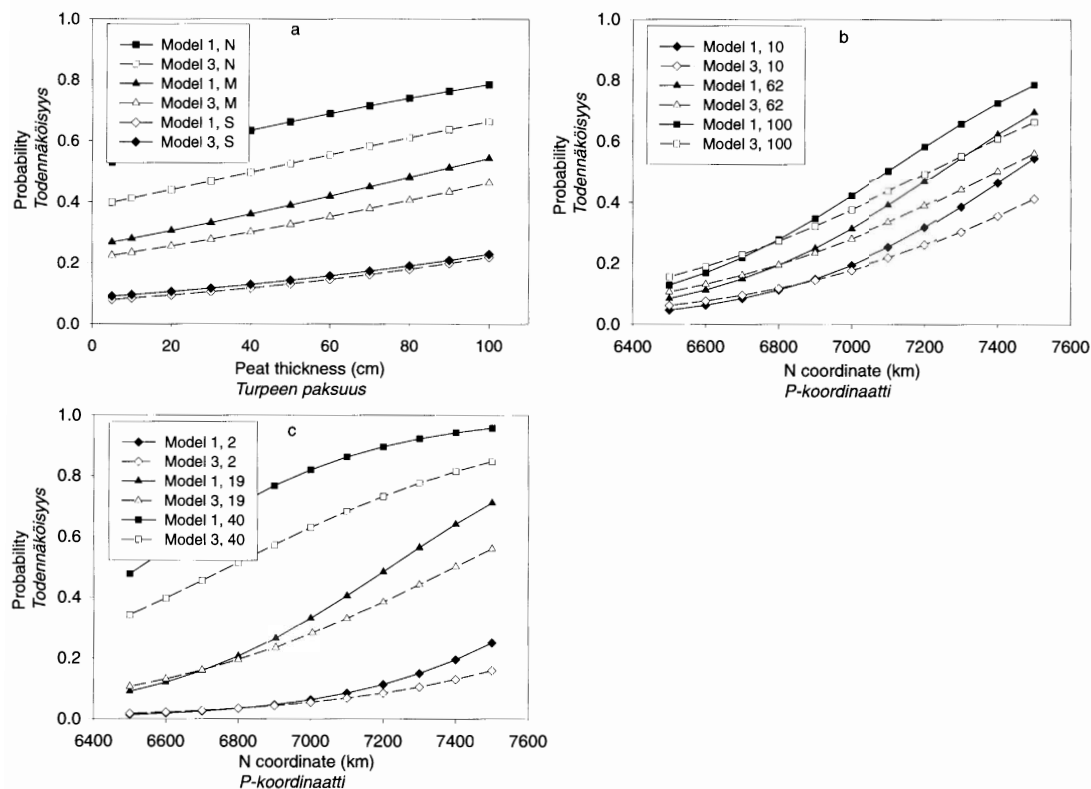 a
Model 1, N
Model 3, N
Model 1, M
Model 3, M
Model 1, S
Model 3, S
Probability
Todennäköisyys
1.0
0.8
0.6
0.4
0.2
0.0
0 20 40 60 80 100
Peat thickness (cm)
Turpeen paksuus
b
Model 1, 10
Model 3, 10
Model 1, 62
Model 3, 62
Model 1, 100
Model 3, 100
Probability
Todennäköisyys
1.0
0.8
0.6
0.4
0.2
0.0
6400 6600 6800 7000 7200 7400 7600
N coordinate (km)
P-koordinaatti
c
Model 1, 2
Model 3, 2
Model 1, 19
Model 3, 19
Model 1, 40
Model 3, 40
Probability
Todennäköisyys
1.0
0.8
0.6
0.4
0.2
0.0
6400 6600 6800 7000 7200 7400 7600
N coordinate (km)
P-koordinaatti